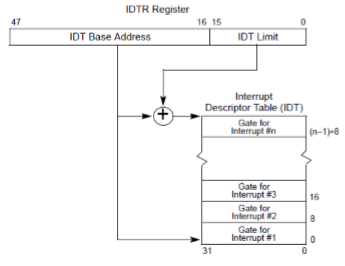 IDTR Register
47 16 15 0
IDT Base Address IDT Limit
+
Interrupt
Descriptor Table (IDT)
Gate for
Interrupt #n
(n−1)∗8
Gate for
Interrupt #3
16
Gate for
Interrupt #2
8
Gate for
Interrupt #1
0
31 0